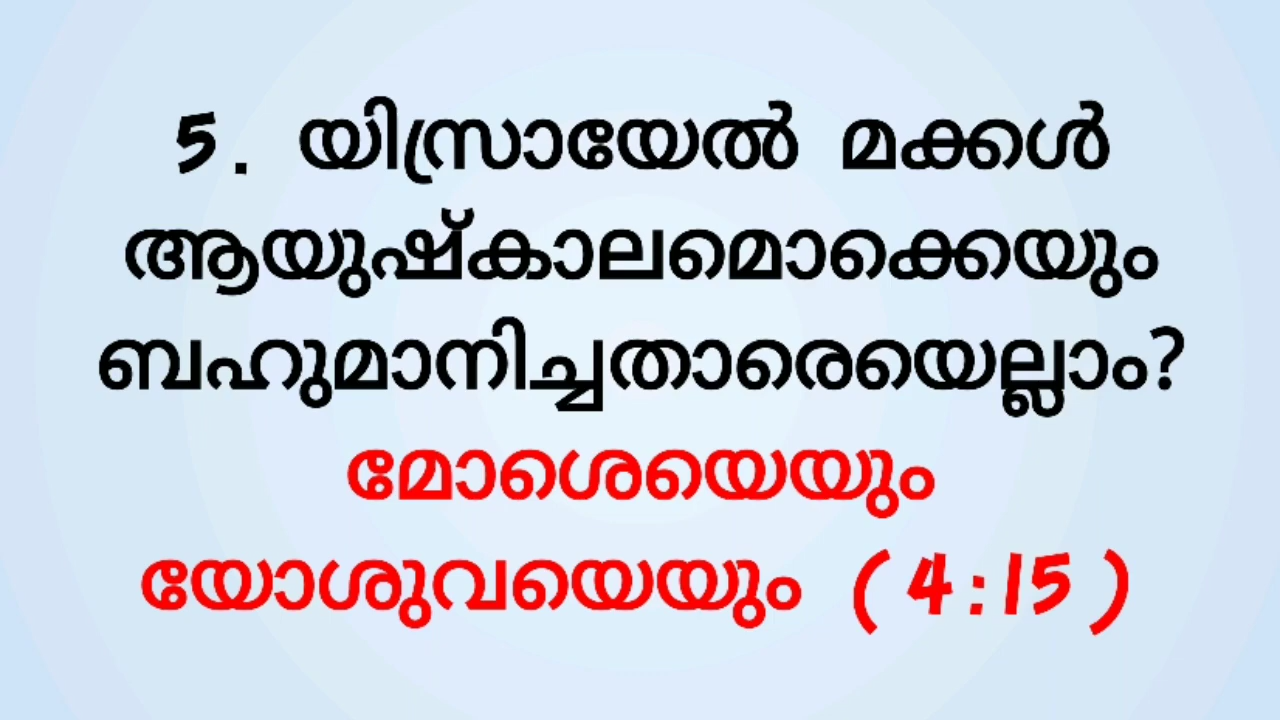 5. യിസ്രായേൽ മക്കൾ
ആയുഷ്കാലമൊക്കെയും
ബഹുമാനിച്ചതാരെയെല്ലാം?
മോശെയെയും
യോശുവയെയും (4:15)